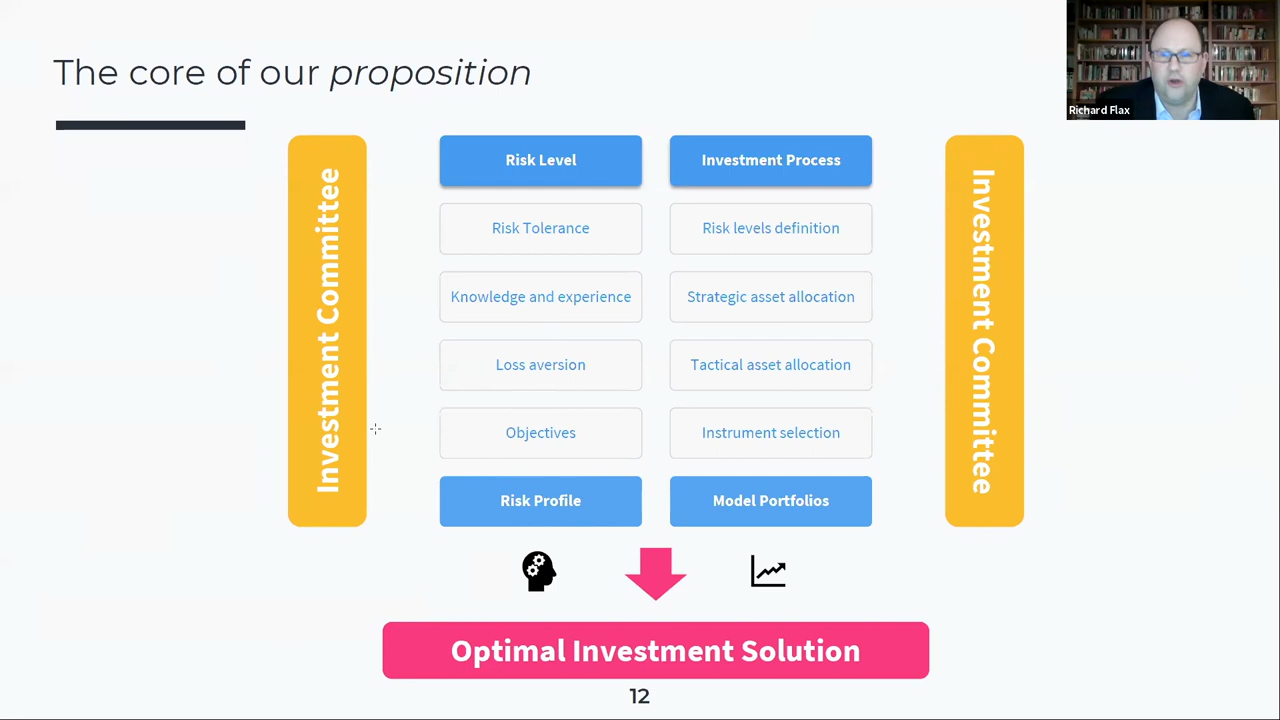 The core of our proposition
Richard Flax
Investment Committee
Risk Level
Investment Process
Risk Tolerance
Risk levels definition
Knowledge and experience
Strategic asset allocation
Loss aversion
Tactical asset allocation
Objectives
Instrument selection
Risk Profile
Model Portfolios
Investment Committee
Optimal Investment Solution
12